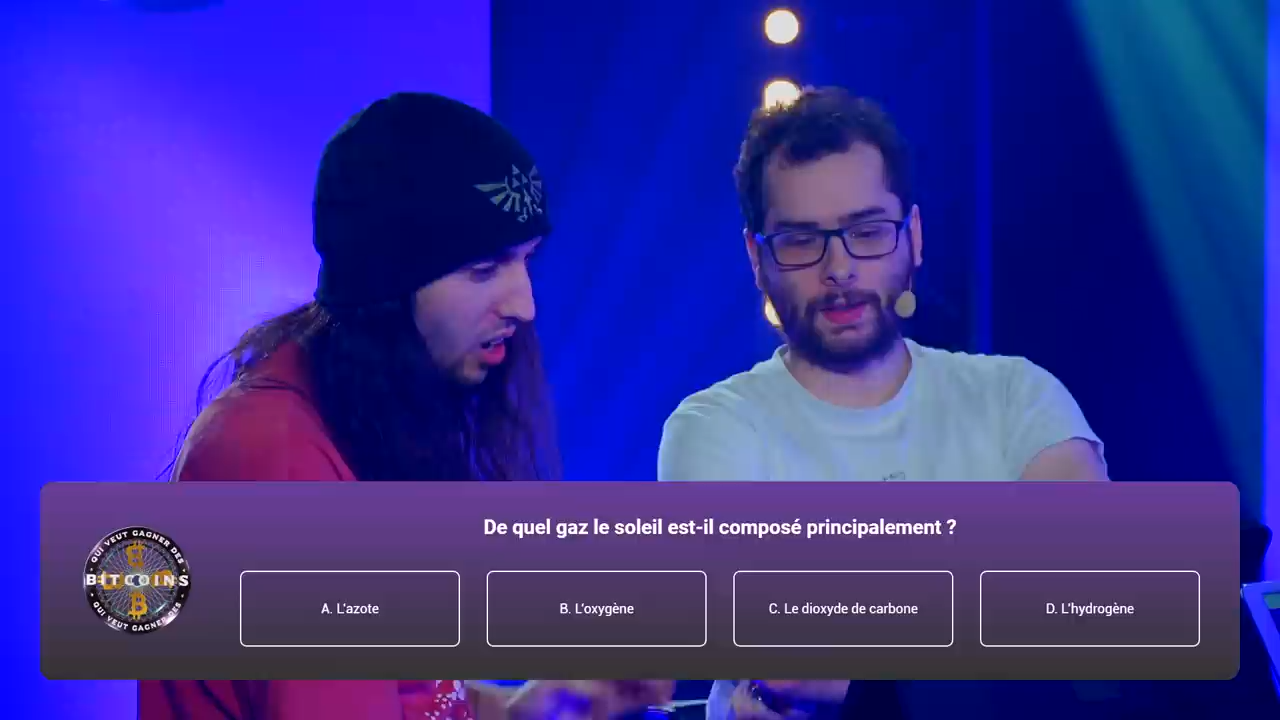 De quel gaz le soleil est-il composé principalement ?
QUI VEUT GAGNER DES
BITCOINS
QUI VEUT GAGNER DES
A. L'azote
B. L'oxygène
C. Le dioxyde de carbone
D. L'hydrogène